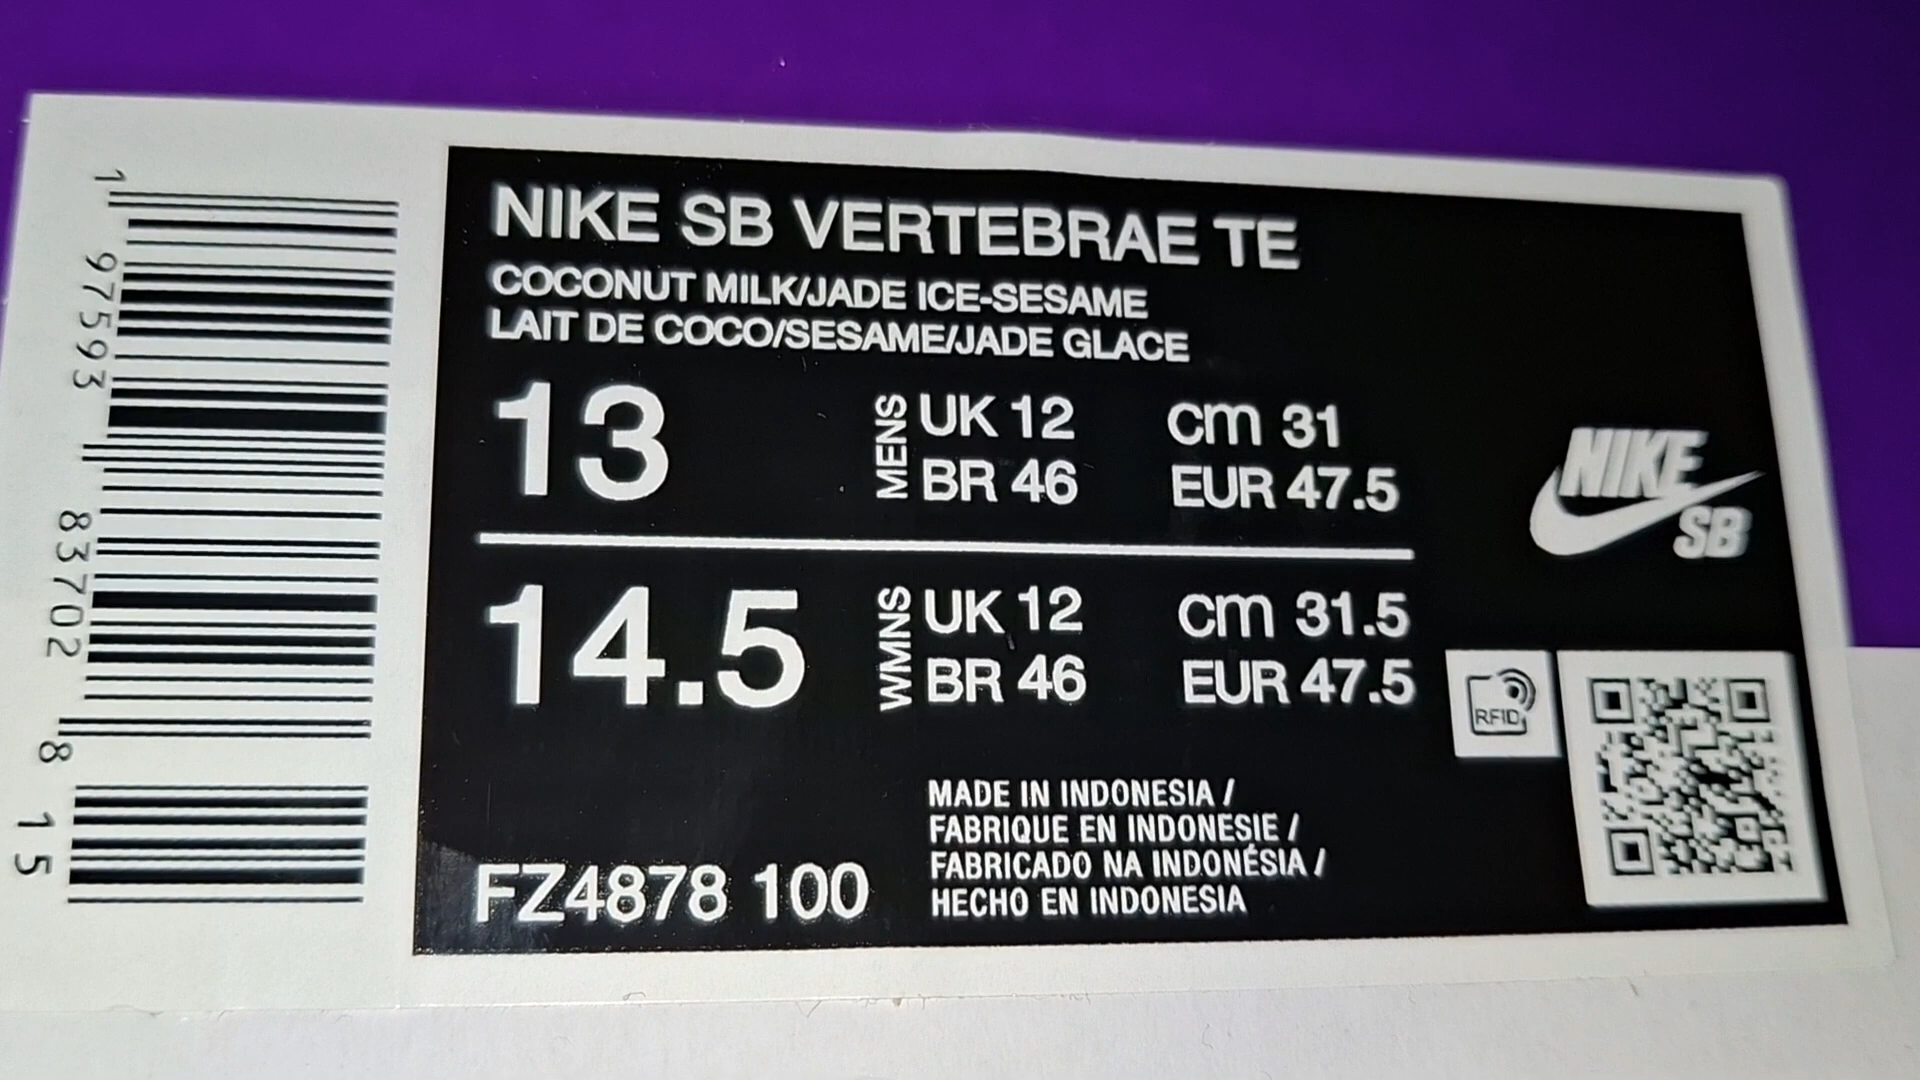 NIKE SB VERTEBRAE TE
COCONUT MILK/JADE ICE-SESAME
LAIT DE COCO/SESAME/JADE GLACE
13
MENS
UK 12 CM 31
BR 46 EUR 47.5
14.5
WMNS
UK 12 CM 31.5
BR 46 EUR 47.5
NIKE
SB
RFID
MADE IN INDONESIA /
FABRIQUE EN INDONESIE /
FABRICADO NA INDONÉSIA /
HECHO EN INDONESIA
FZ4878 100
1 97593 83702 8 15